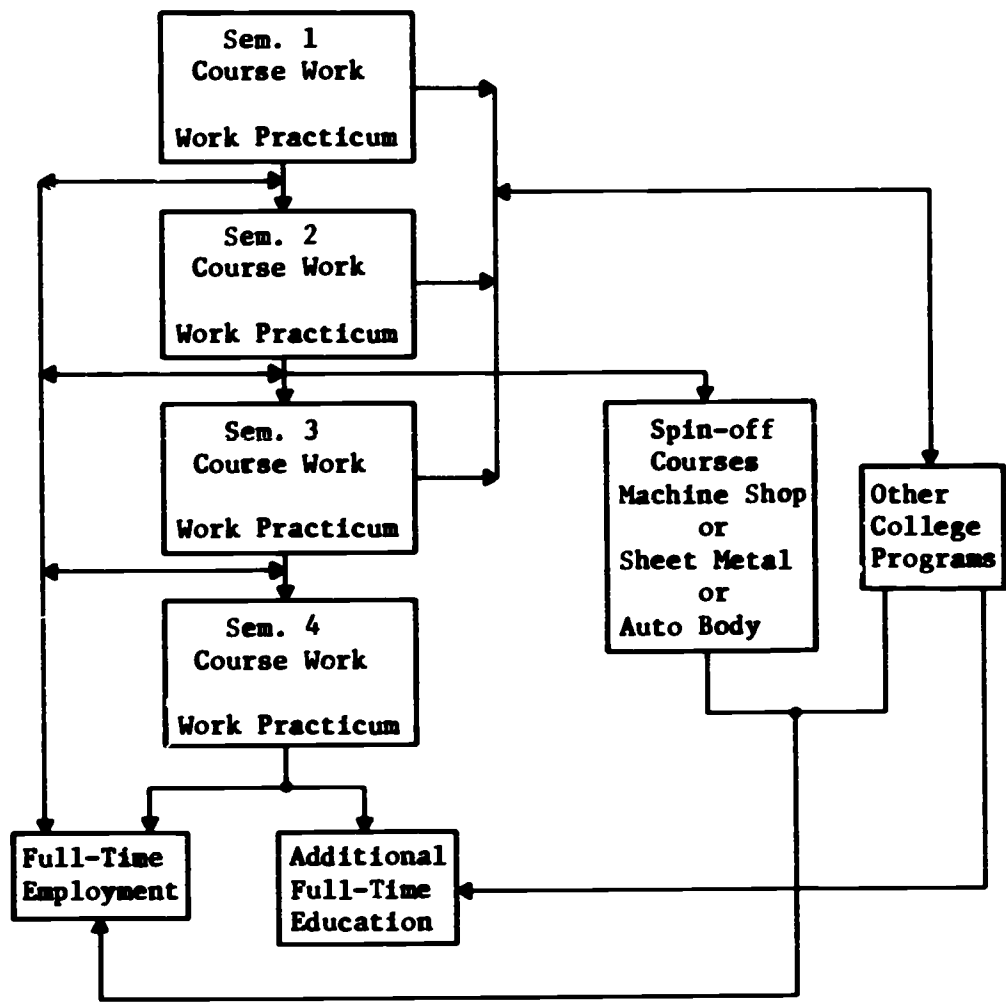 Sem. 1
Course Work
Work Practicum
Sem. 2
Course Work
Work Practicum
Sem. 3
Course Work
Work Practicum
Spin-off
Courses
Machine Shop
or
Sheet Metal
or
Auto Body
Other
College
Programs
Sem. 4
Course Work
Work Practicum
Full-Time
Employment
Additional
Full-Time
Education